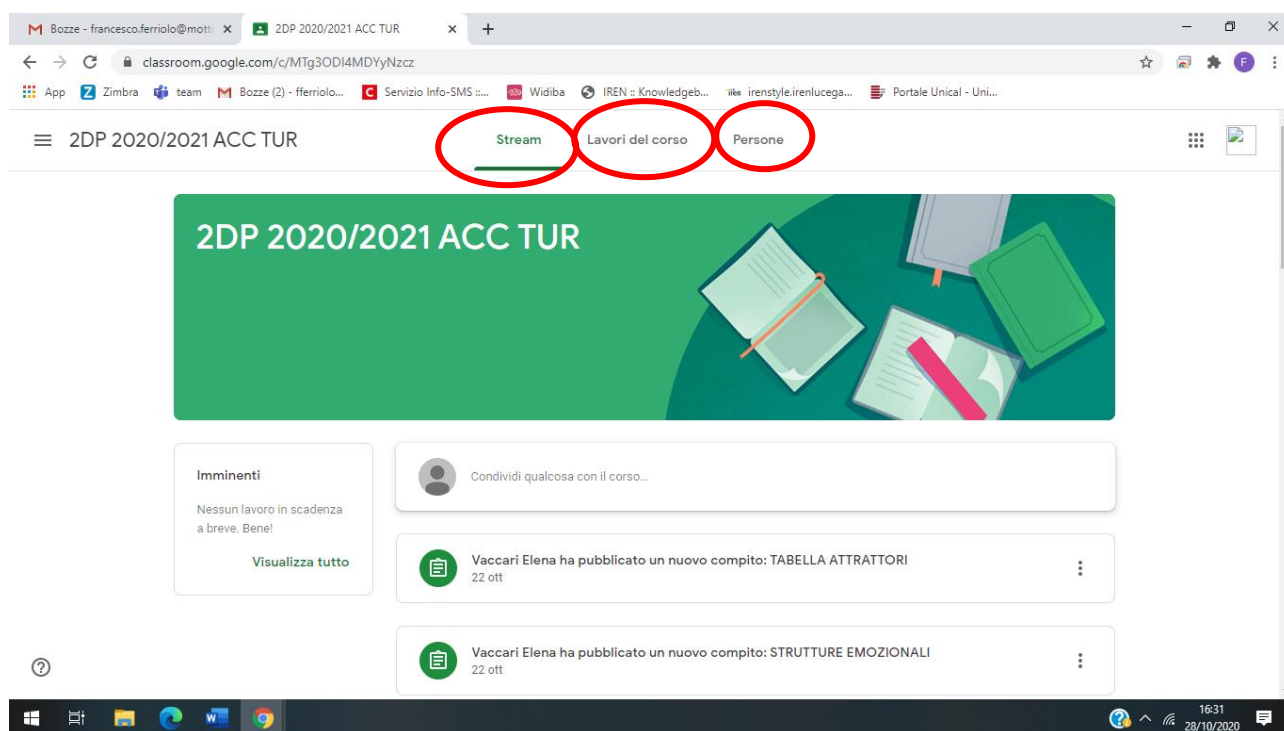 Bozze - francesco.ferriolo@motti
2DP 2020/2021 ACC TUR
classroom.google.com/c/MTg3ODI4MDYyNzcz
App Zimbra team Bozze (2) - fferriolo... Servizio Info-SMS ::... Widiba IREN :: Knowledgeb... irenstyle.irenlucega... Portale Unical - Uni...
2DP 2020/2021 ACC TUR
Stream Lavori del corso Persone
2DP 2020/2021 ACC TUR
Imminenti
Nessun lavoro in scadenza
a breve. Bene!
Visualizza tutto
Condividi qualcosa con il corso...
Vaccari Elena ha pubblicato un nuovo compito: TABELLA ATTRATTORI
22 ott
Vaccari Elena ha pubblicato un nuovo compito: STRUTTURE EMOZIONALI
22 ott
16:31
28/10/2020